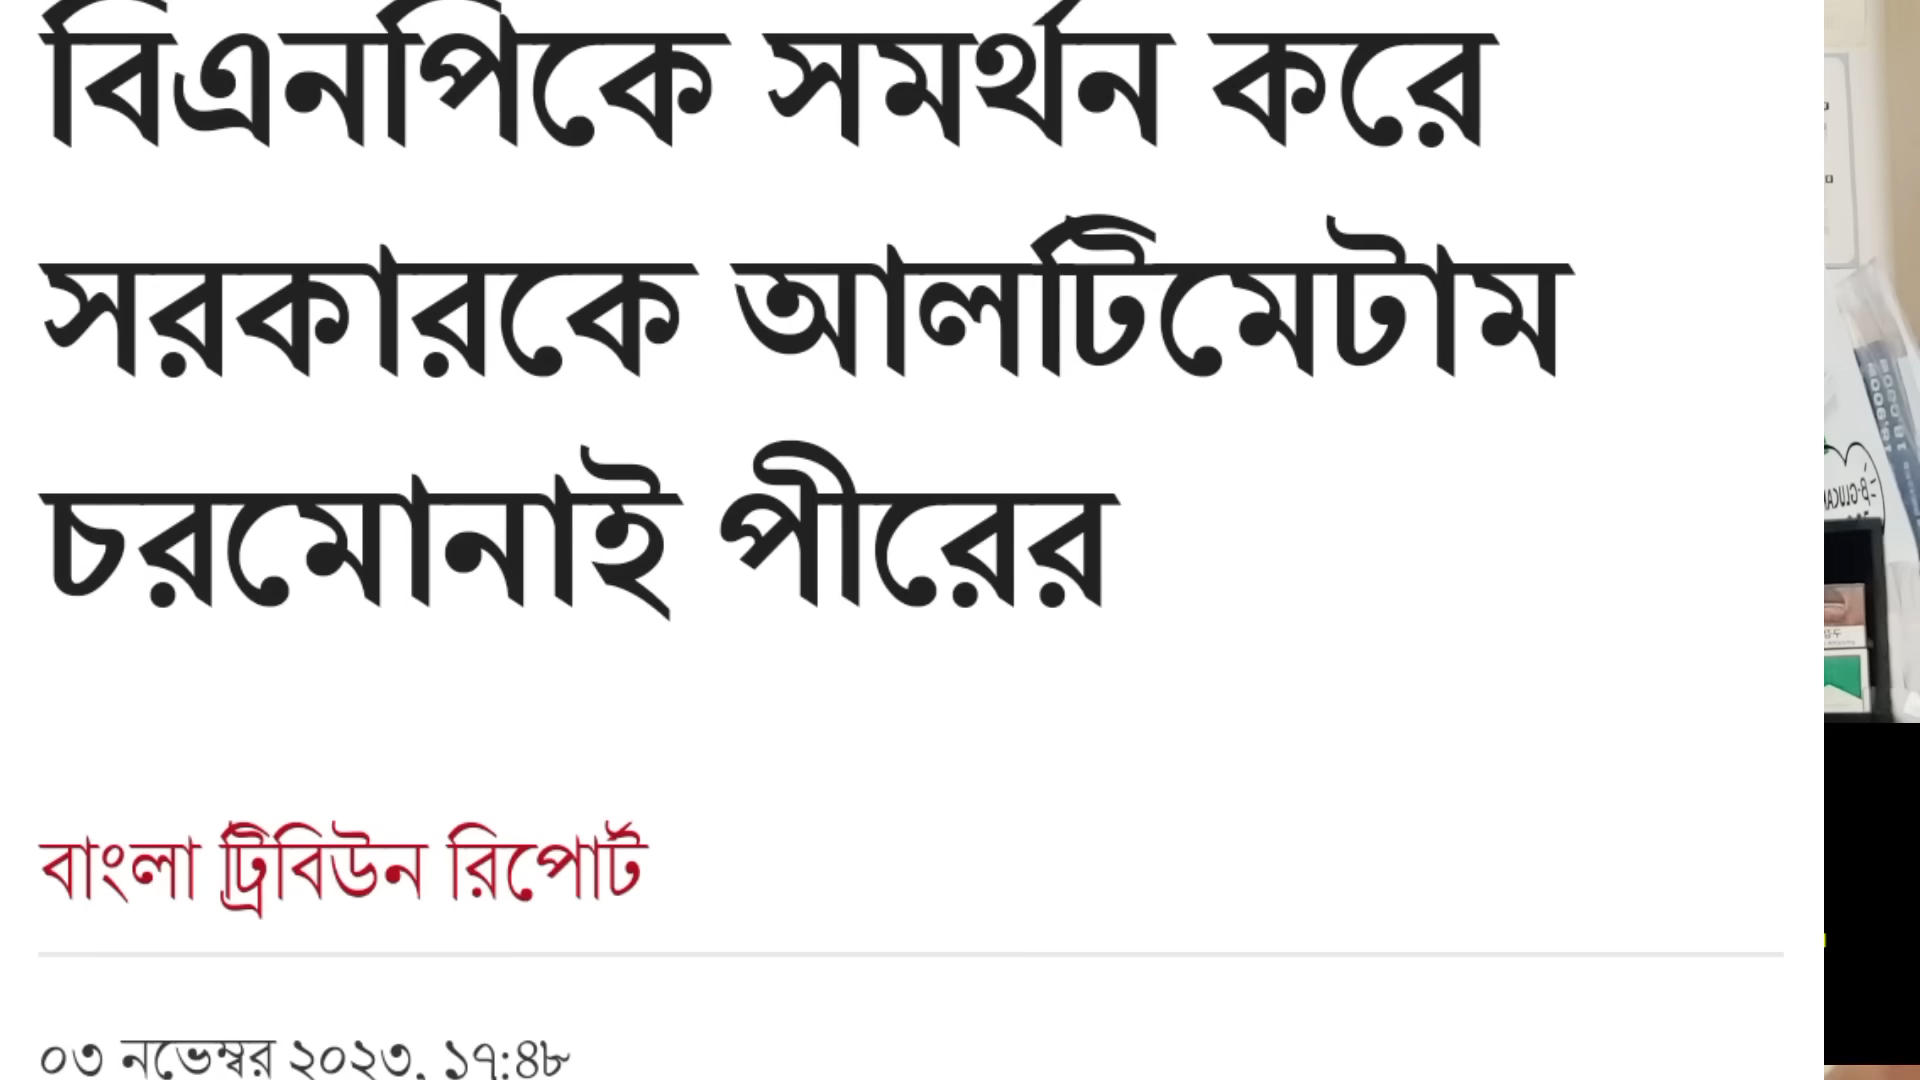 বিএনপিকে সমর্থন করে
সরকারকে আলটিমেটাম
চরমোনাই পীরের
বাংলা ট্রিবিউন রিপোর্ট
০৩ নভেম্বর ২০২৩, ১৭:৪৮